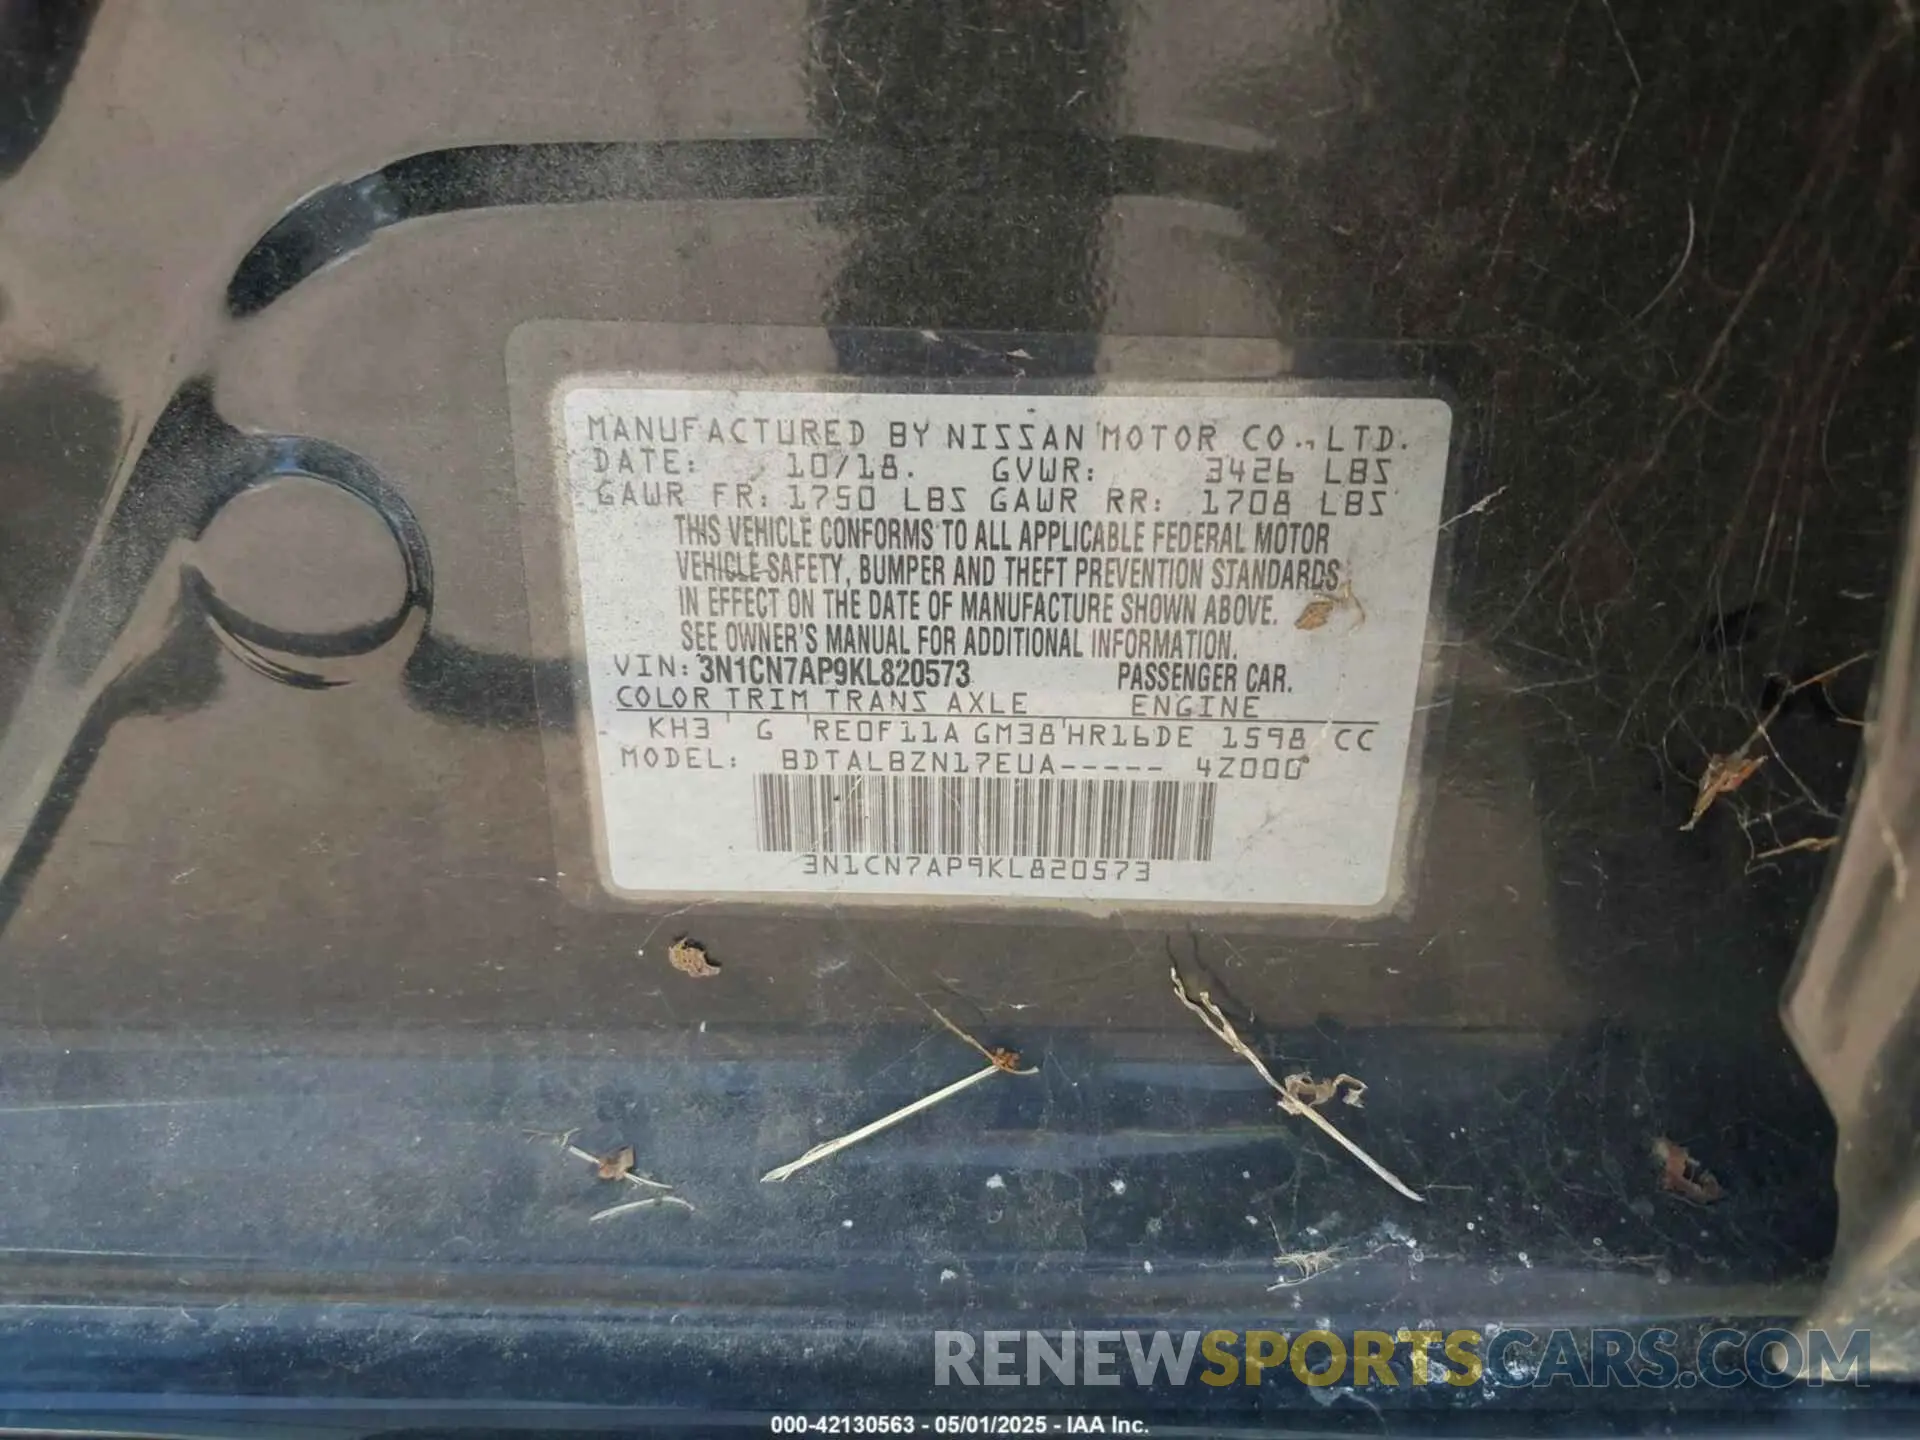 MANUFACTURED BY NISSAN MOTOR CO., LTD.
DATE: 10/18. GVWR: 3426 LBS
GAWR FR: 1750 LBS GAWR RR: 1708 LBS
THIS VEHICLE CONFORMS TO ALL APPLICABLE FEDERAL MOTOR
VEHICLE SAFETY, BUMPER AND THEFT PREVENTION STANDARDS
IN EFFECT ON THE DATE OF MANUFACTURE SHOWN ABOVE.
SEE OWNER'S MANUAL FOR ADDITIONAL INFORMATION.
VIN: 3N1CN7AP9KL820573 PASSENGER CAR.
COLOR TRIM TRANS AXLE ENGINE
KH3 G RE0F11A GM38 HR16DE 1598 CC
MODEL: BDTALBZN17EUA----- 4Z000
3N1CN7AP9KL820573
RENEWSPORTSCARS.COM
000-42130563 - 05/01/2025 - IAA Inc.